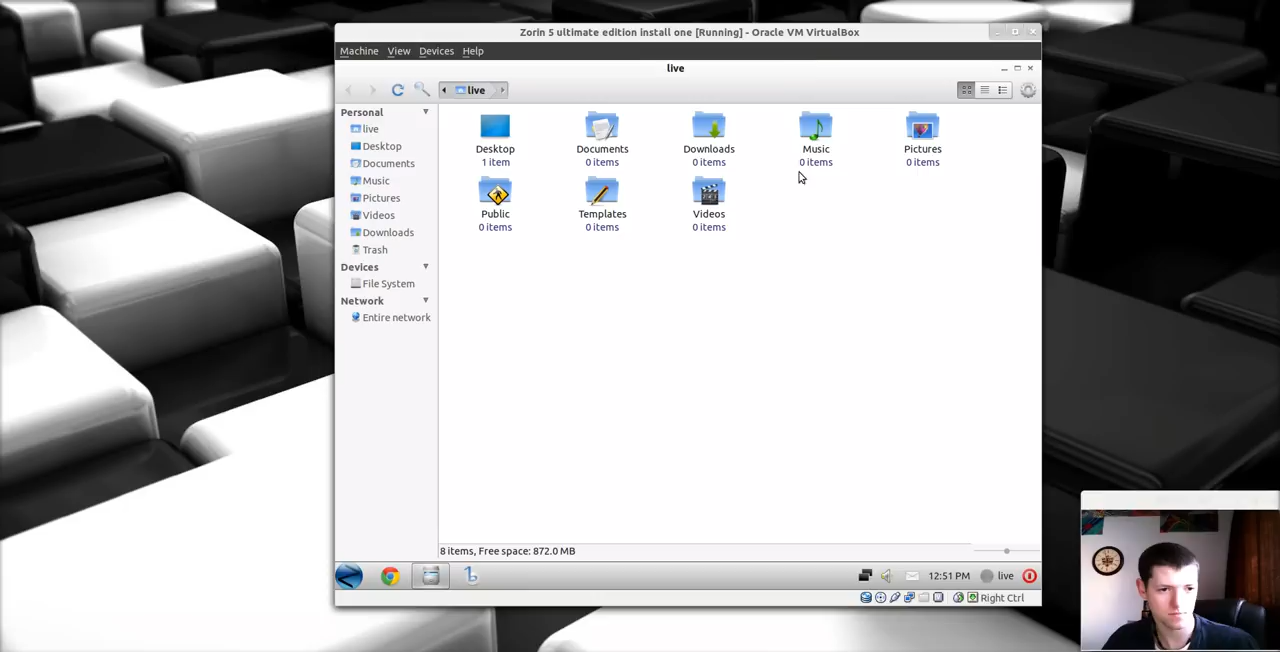 Zorin 5 ultimate edition install one [Running] - Oracle VM VirtualBox
Machine View Devices Help
live
live
Personal
live
Desktop
Documents
Music
Pictures
Videos
Downloads
Trash
Devices
File System
Network
Entire network
Desktop
1 item
Documents
0 items
Downloads
0 items
Music
0 items
Pictures
0 items
Public
0 items
Templates
0 items
Videos
0 items
8 items, Free space: 872.0 MB
12:51 PM live
Right Ctrl